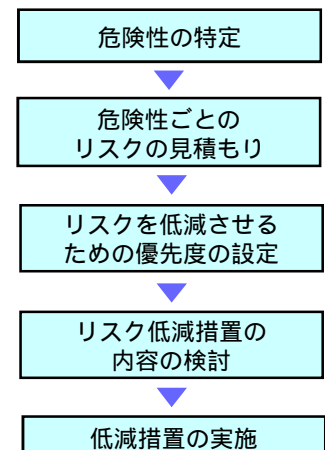 危険性の特定
危険性ごとの
リスクの見積もり
リスクを低減させる
ための優先度の設定
リスク低減措置の
内容の検討
低減措置の実施